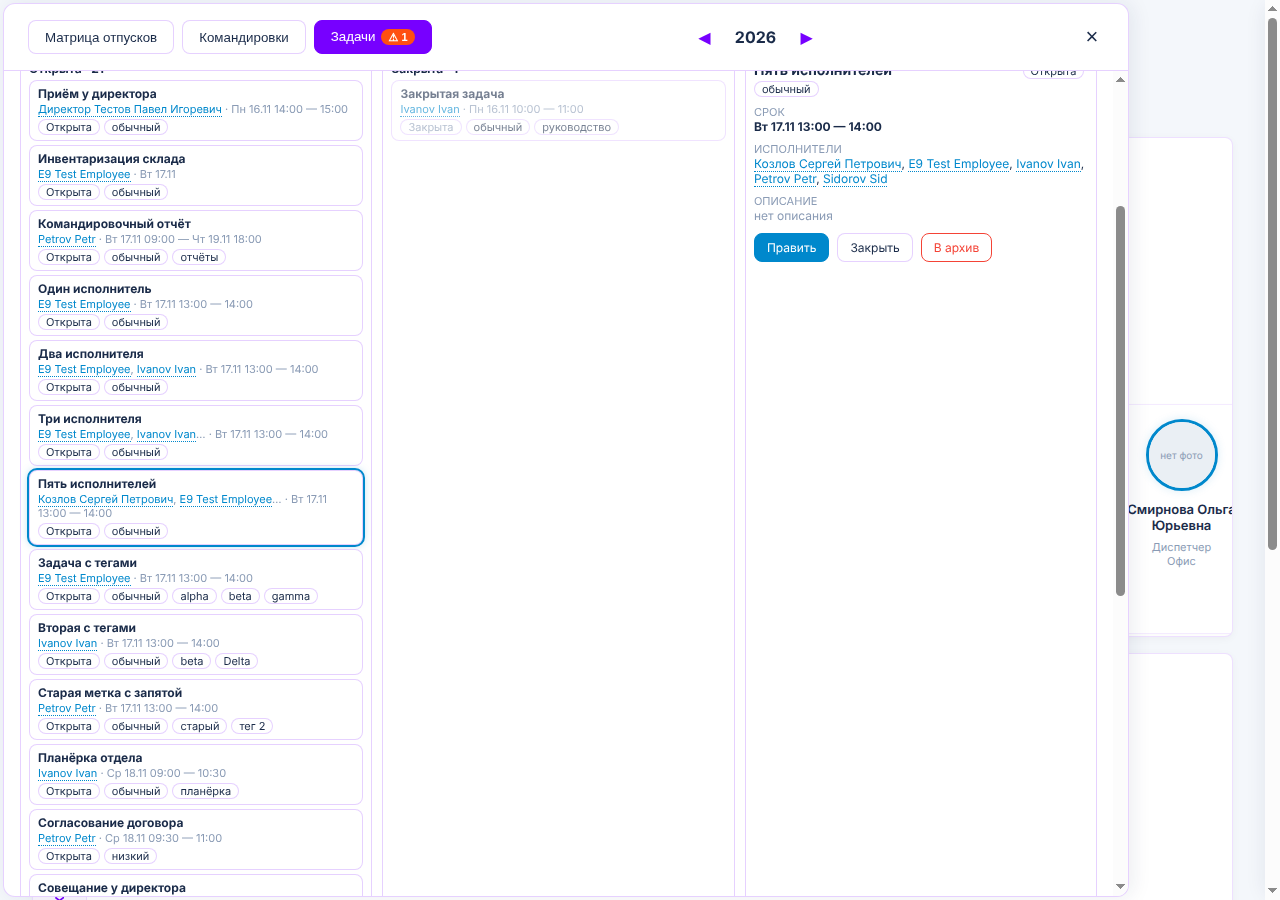 Матрица отпусков
Командировки
Задачи ⚠ 1
◀ 2026 ▶
×
Приём у директора
Директор Тестов Павел Игоревич · Пн 16.11 14:00 — 15:00
Открыта обычный
Инвентаризация склада
E9 Test Employee · Вт 17.11
Открыта обычный
Командировочный отчёт
Petrov Petr · Вт 17.11 09:00 — Чт 19.11 18:00
Открыта обычный отчёты
Один исполнитель
E9 Test Employee · Вт 17.11 13:00 — 14:00
Открыта обычный
Два исполнителя
E9 Test Employee, Ivanov Ivan · Вт 17.11 13:00 — 14:00
Открыта обычный
Три исполнителя
E9 Test Employee, Ivanov Ivan... · Вт 17.11 13:00 — 14:00
Открыта обычный
Пять исполнителей
Козлов Сергей Петрович, E9 Test Employee... · Вт 17.11
13:00 — 14:00
Открыта обычный
Задача с тегами
E9 Test Employee · Вт 17.11 13:00 — 14:00
Открыта обычный alpha beta gamma
Вторая с тегами
Ivanov Ivan · Вт 17.11 13:00 — 14:00
Открыта обычный beta Delta
Старая метка с запятой
Petrov Petr · Вт 17.11 13:00 — 14:00
Открыта обычный старый тег 2
Планёрка отдела
Ivanov Ivan · Ср 18.11 09:00 — 10:30
Открыта обычный планёрка
Согласование договора
Petrov Petr · Ср 18.11 09:30 — 11:00
Открыта низкий
Совещание у директора
Закрытая задача
Ivanov Ivan · Пн 16.11 10:00 — 11:00
Закрыта обычный руководство
Пять исполнителей
Открыта
обычный
СРОК
Вт 17.11 13:00 — 14:00
ИСПОЛНИТЕЛИ
Козлов Сергей Петрович, E9 Test Employee, Ivanov Ivan,
Petrov Petr, Sidorov Sid
ОПИСАНИЕ
нет описания
Править
Закрыть
В архив
нет фото
Смирнова Ольга
Юрьевна
Диспетчер
Офис